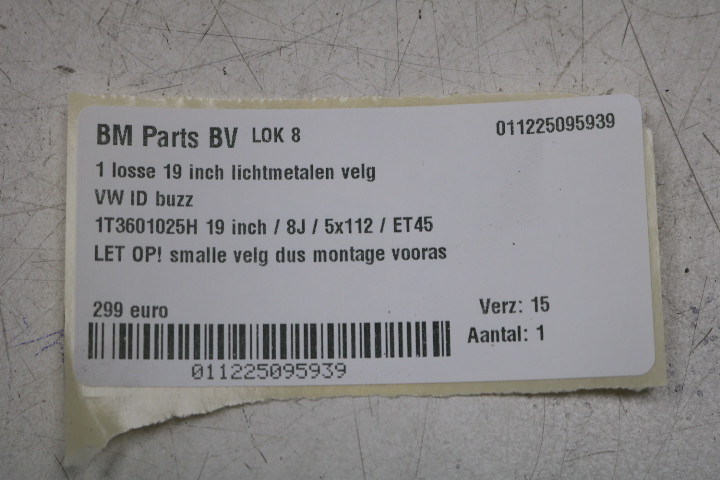 BM Parts BV LOK 8 011225095939
1 losse 19 inch lichtmetalen velg
VW ID buzz
1T3601025H 19 inch / 8J / 5x112 / ET45
LET OP! smalle velg dus montage vooras
299 euro Verz: 15
Aantal: 1
011225095939